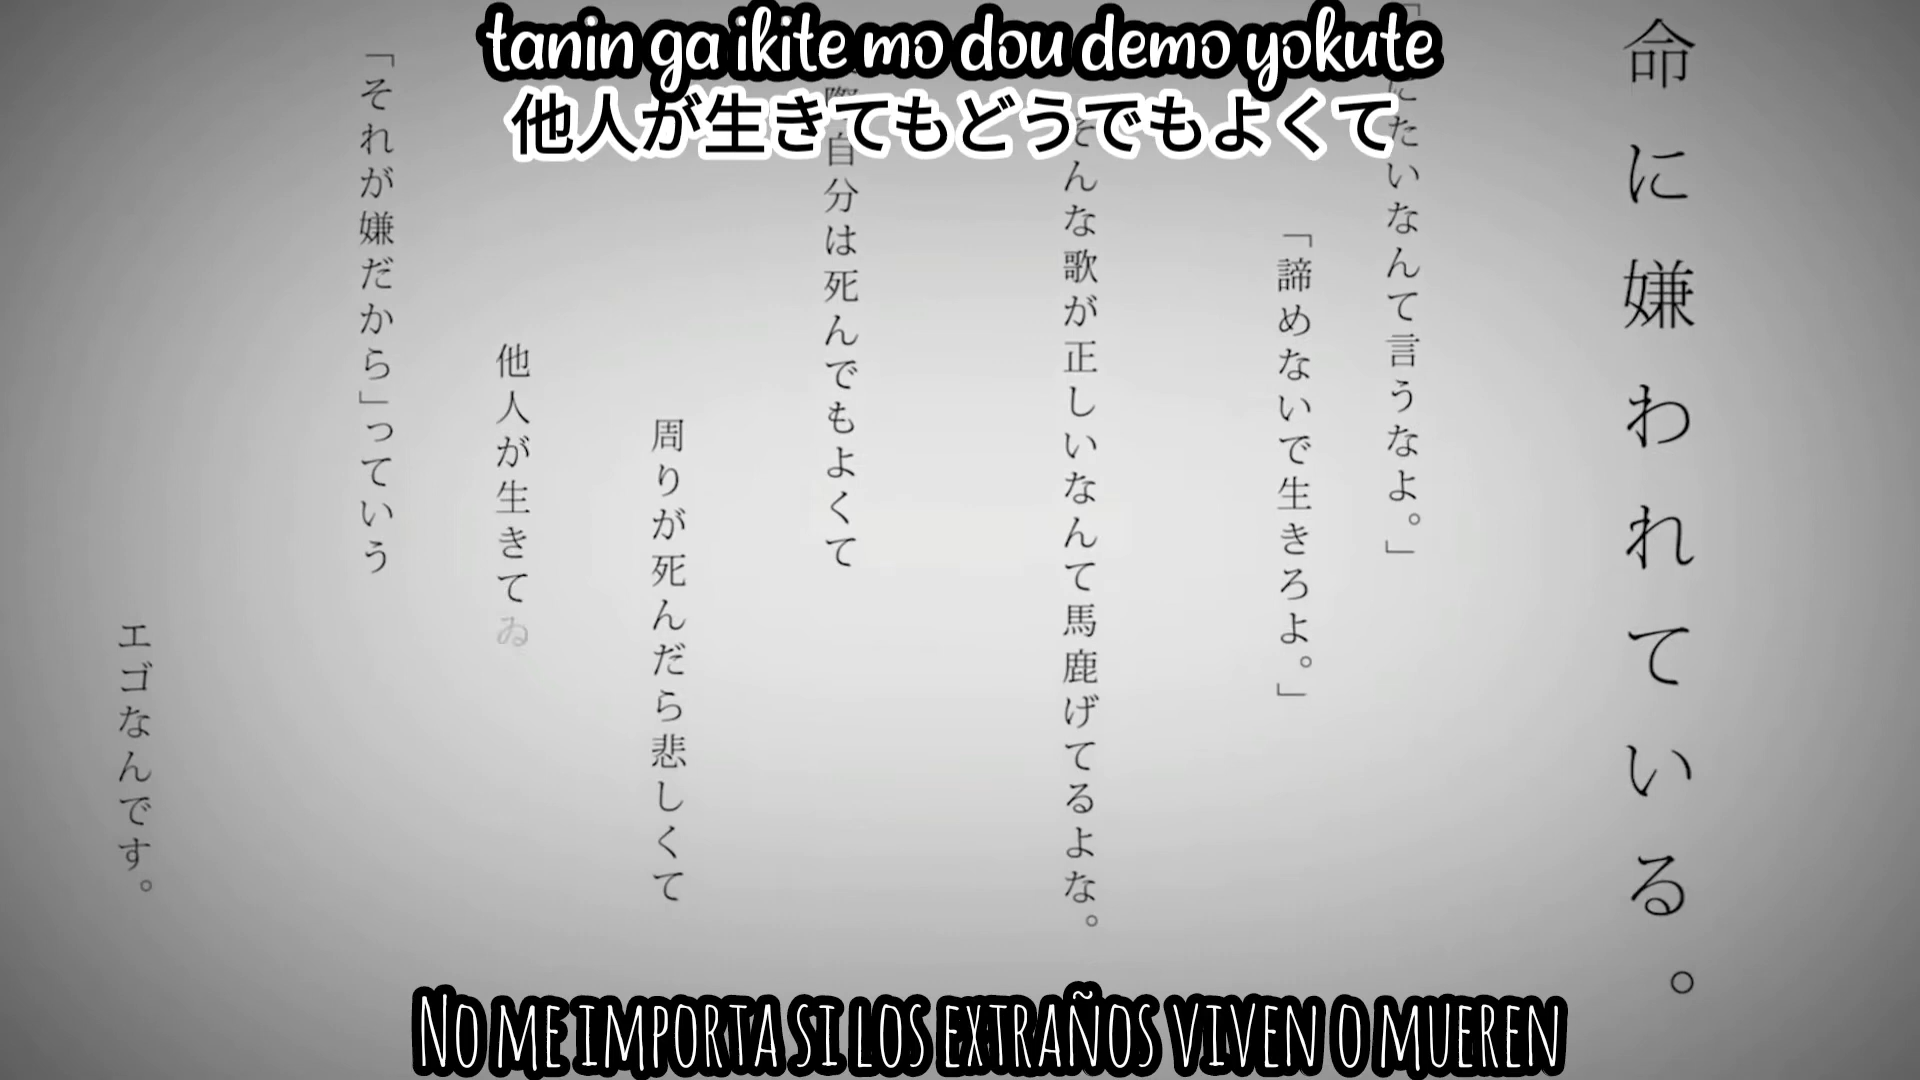 tanin ga ikite mo dou demo yokute
他人が生きてもどうでもよくて
命に嫌われている。
にたいなんて言うなよ。」
「諦めないで生きろよ。」
そんな歌が正しいなんて馬鹿げてるよな。
際自分は死んでもよくて
周りが死んだら悲しくて
他人が生きてゐ
「それが嫌だから」っていう
エゴなんです。
No me importa si los extraños viven o mueren